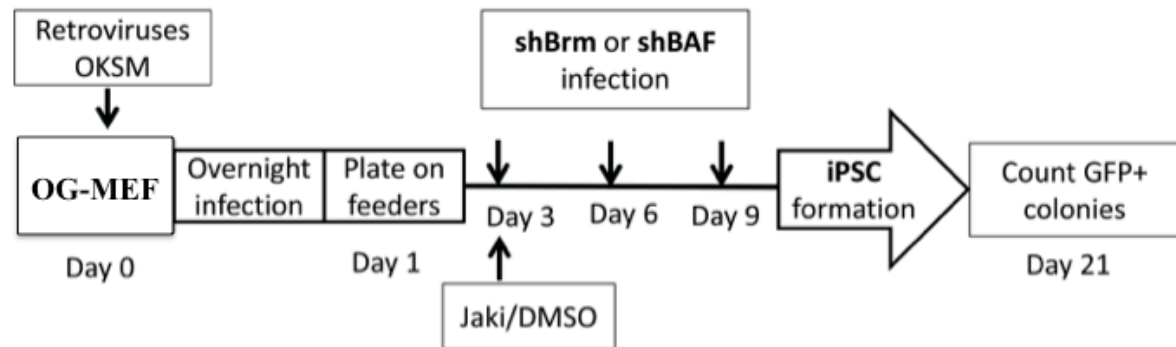 Retroviruses
OKSM
shBrm or shBAF
infection
OG-MEF
Overnight
infection
Plate on
feeders
iPSC
formation
Count GFP+
colonies
Day 0
Day 1
Day 3
Day 6
Day 9
Day 21
Jaki/DMSO